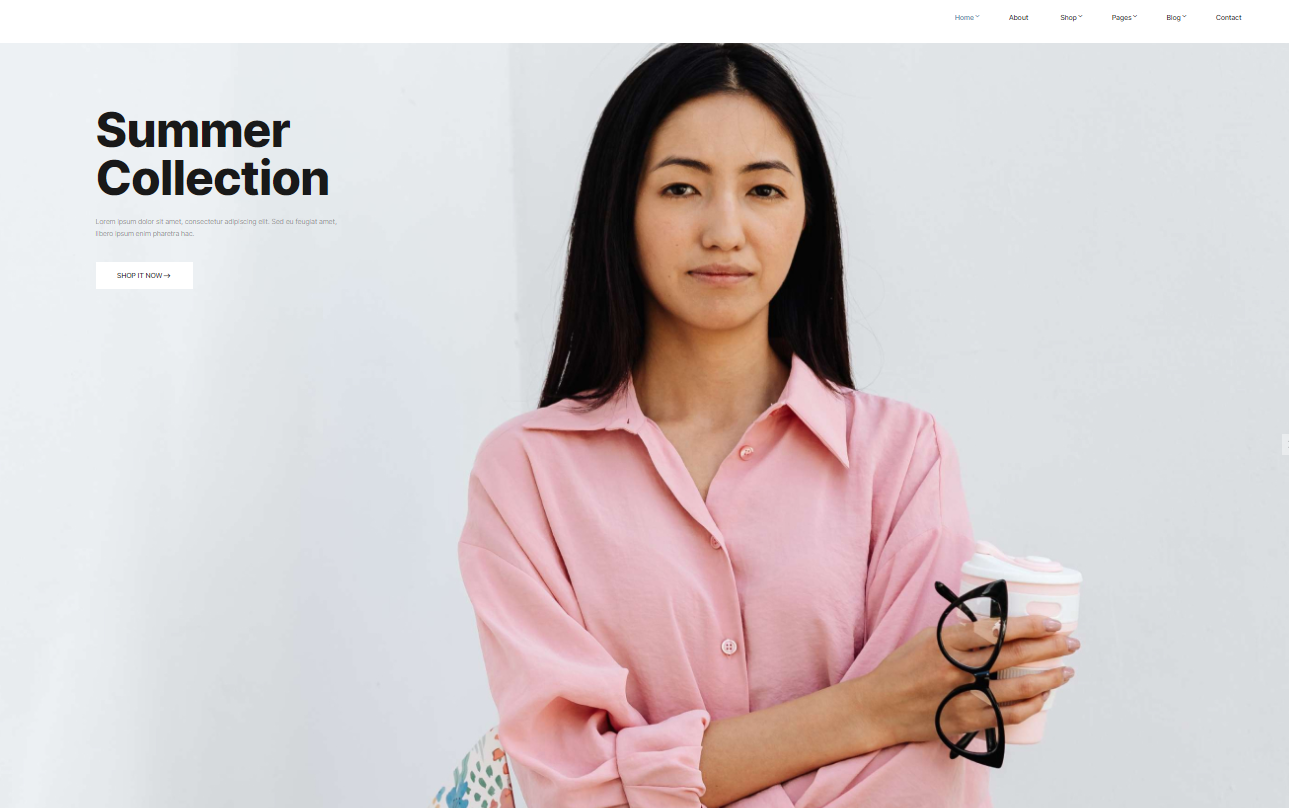 Home About Shop Pages Blog Contact
Summer
Collection
Lorem ipsum dolor sit amet, consectetur adipiscing elit. Sed eu feugiat amet,
libero ipsum enim pharetra hac.
SHOP IT NOW →